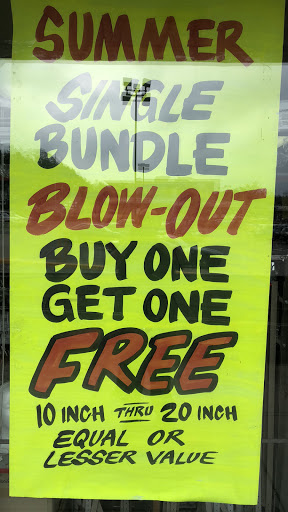 SUMMER
SINGLE
BUNDLE
BLOW-OUT
BUY ONE
GET ONE
FREE
10 INCH THRU 20 INCH
EQUAL OR
LESSER VALUE